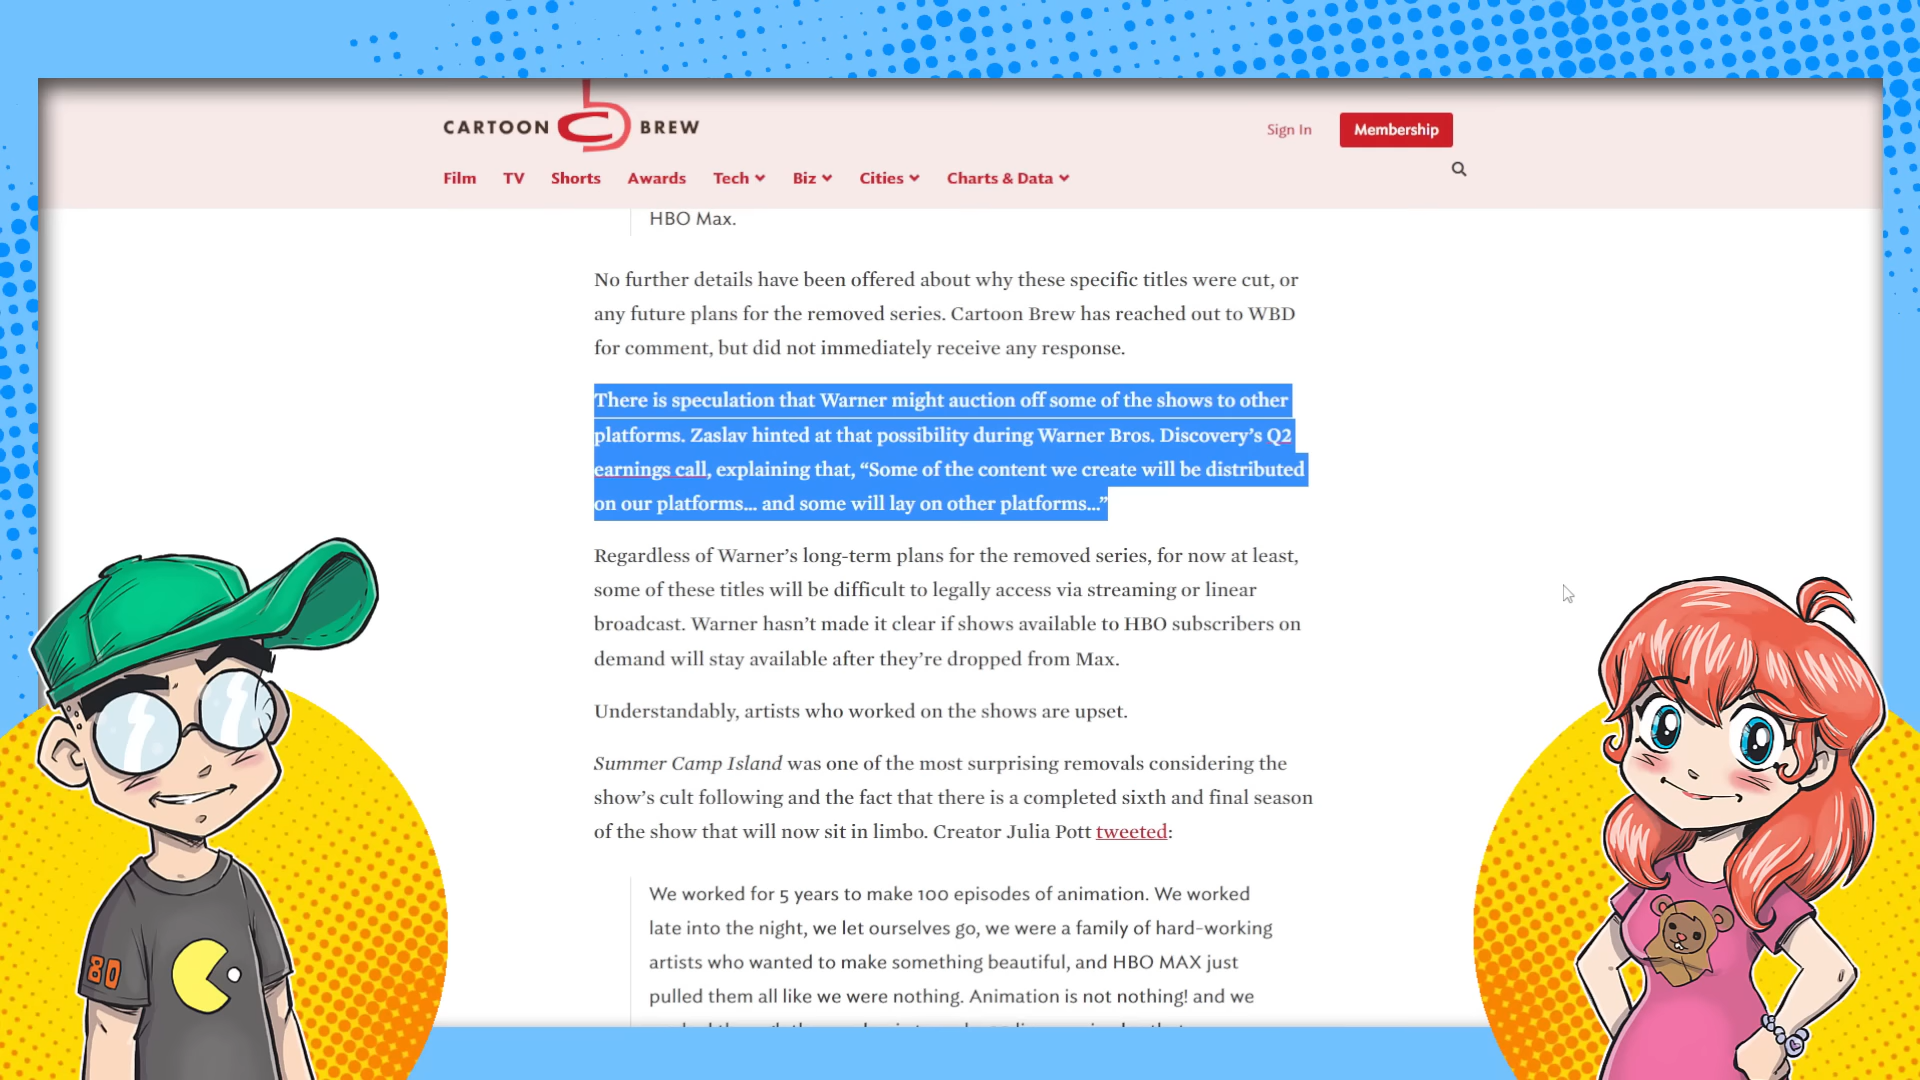 CARTOON BREW
Sign In
Membership
Film TV Shorts Awards Tech Biz Cities Charts & Data
HBO Max.
No further details have been offered about why these specific titles were cut, or
any future plans for the removed series. Cartoon Brew has reached out to WBD
for comment, but did not immediately receive any response.
There is speculation that Warner might auction off some of the shows to other
platforms. Zaslav hinted at that possibility during Warner Bros. Discovery’s Q2
earnings call, explaining that, “Some of the content we create will be distributed
on our platforms… and some will lay on other platforms…”
Regardless of Warner’s long-term plans for the removed series, for now at least,
some of these titles will be difficult to legally access via streaming or linear
broadcast. Warner hasn’t made it clear if shows available to HBO subscribers on
demand will stay available after they’re dropped from Max.
Understandably, artists who worked on the shows are upset.
Summer Camp Island was one of the most surprising removals considering the
show’s cult following and the fact that there is a completed sixth and final season
of the show that will now sit in limbo. Creator Julia Pott tweeted:
We worked for 5 years to make 100 episodes of animation. We worked
late into the night, we let ourselves go, we were a family of hard-working
artists who wanted to make something beautiful, and HBO MAX just
pulled them all like we were nothing. Animation is not nothing! and we
80